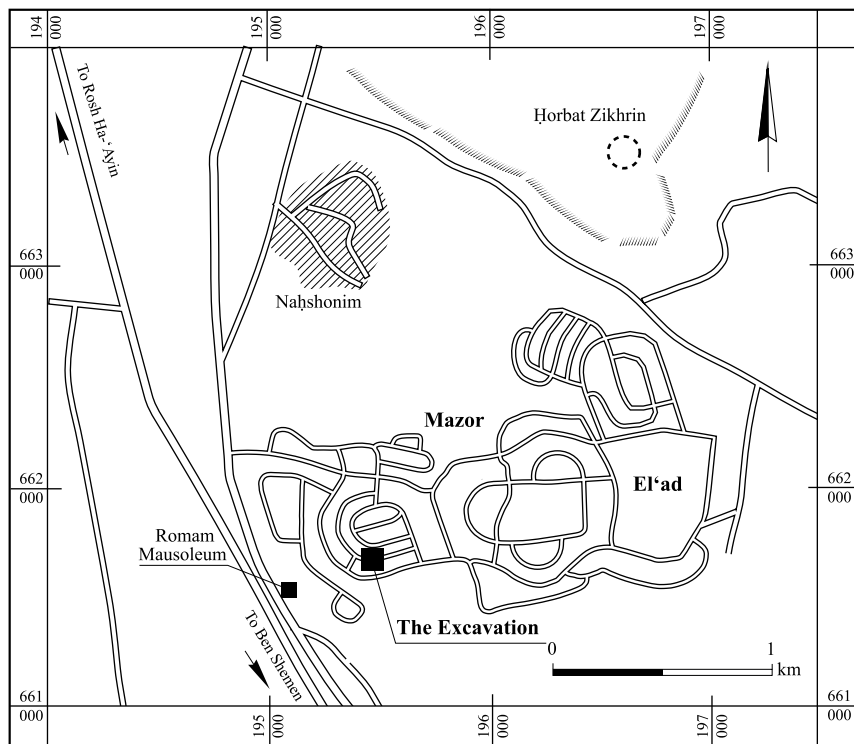 194
000
195
000
196
000
197
000
To Rosh Ha-‘Ayin
Ḥorbat Zikhrin
663
000
663
000
Naḥshonim
Mazor
El‘ad
662
000
662
000
Romam
Mausoleum
The Excavation
To Ben Shemen
0
1
km
661
000
661
000
195
000
196
000
197
000